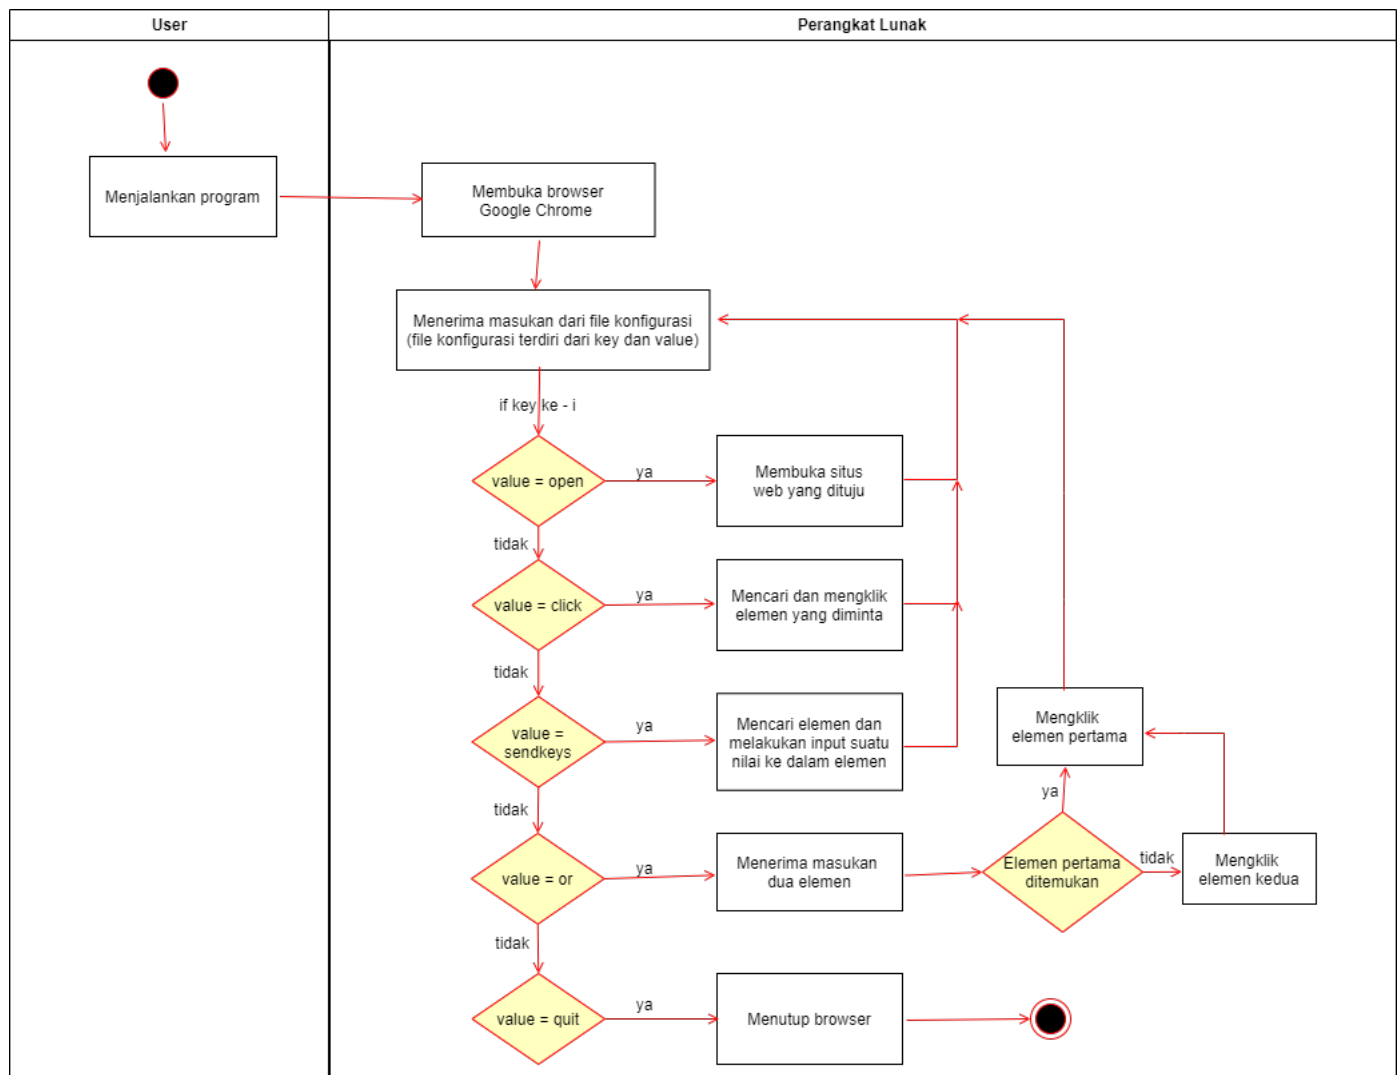 User
Perangkat Lunak
Menjalankan program
Membuka browser
Google Chrome
Menerima masukan dari file konfigurasi
(file konfigurasi terdiri dari key dan value)
if key ke - i
value = open
ya
Membuka situs
web yang dituju
tidak
value = click
ya
Mencari dan mengklik
elemen yang diminta
tidak
value =
sendkeys
ya
Mencari elemen dan
melakukan input suatu
nilai ke dalam elemen
Mengklik
elemen pertama
ya
tidak
value = or
ya
Menerima masukan
dua elemen
Elemen pertama
ditemukan
tidak
Mengklik
elemen kedua
tidak
value = quit
ya
Menutup browser